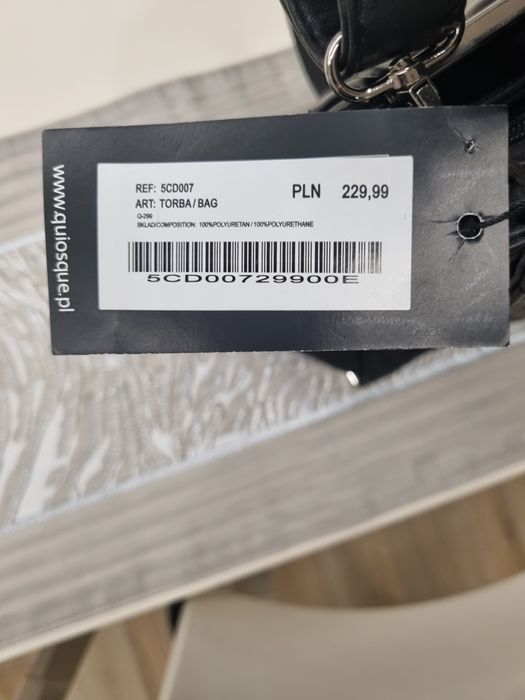 www.quiosque.pl
REF: 5CD007
PLN 229,99
ART: TORBA / BAG
Q-299
SKŁAD/COMPOSITION: 100%POLYURETAN / 100%POLYURETHANE
5CD00729900E